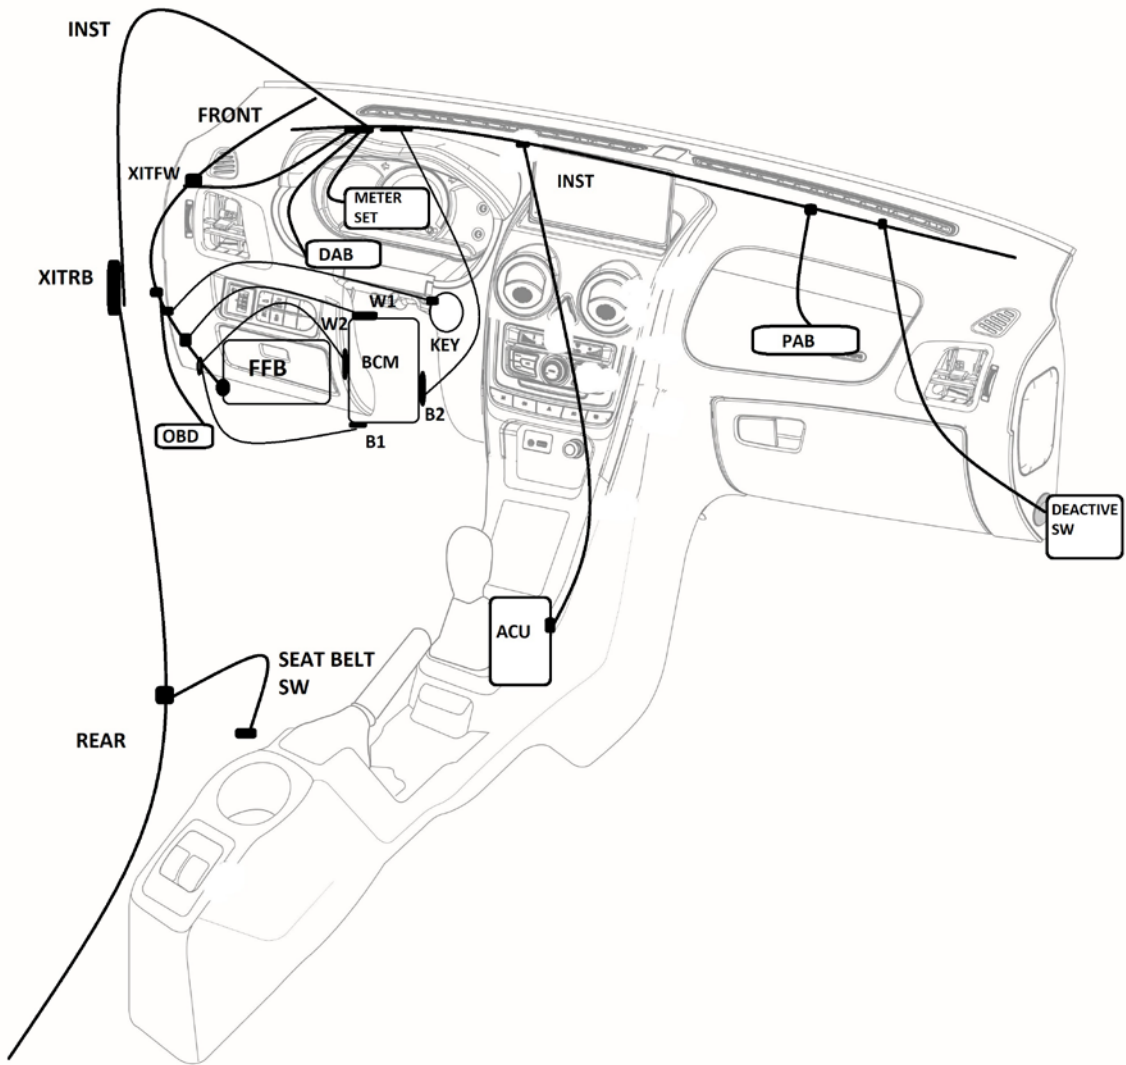 INST
FRONT
XITFW
INST
METER
SET
DAB
XITRB
W1
W2
KEY
PAB
BCM
FFB
B2
OBD
B1
DEACTIVE
SW
ACU
SEAT BELT
SW
REAR